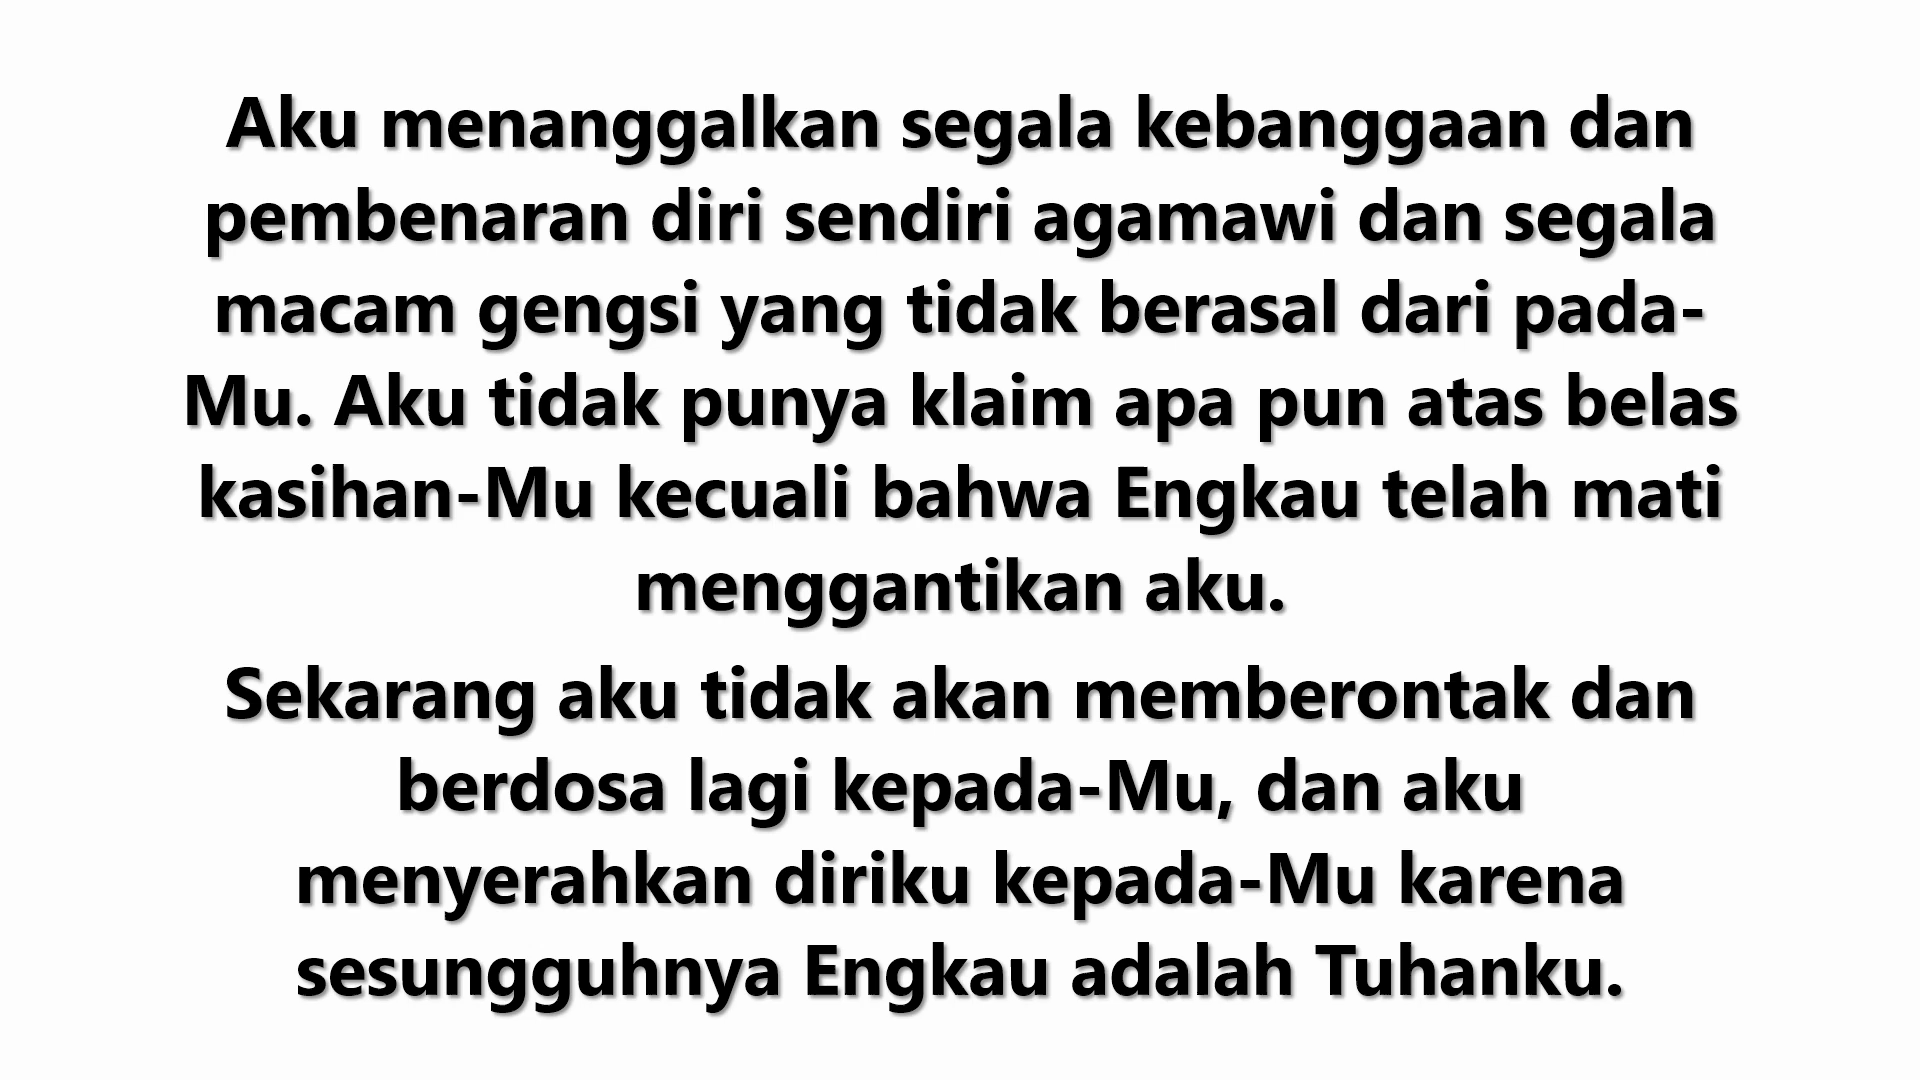 Aku menanggalkan segala kebanggaan dan
pembenaran diri sendiri agamawi dan segala
macam gengsi yang tidak berasal dari pada-
Mu. Aku tidak punya klaim apa pun atas belas
kasihan-Mu kecuali bahwa Engkau telah mati
menggantikan aku.
Sekarang aku tidak akan memberontak dan
berdosa lagi kepada-Mu, dan aku
menyerahkan diriku kepada-Mu karena
sesungguhnya Engkau adalah Tuhanku.